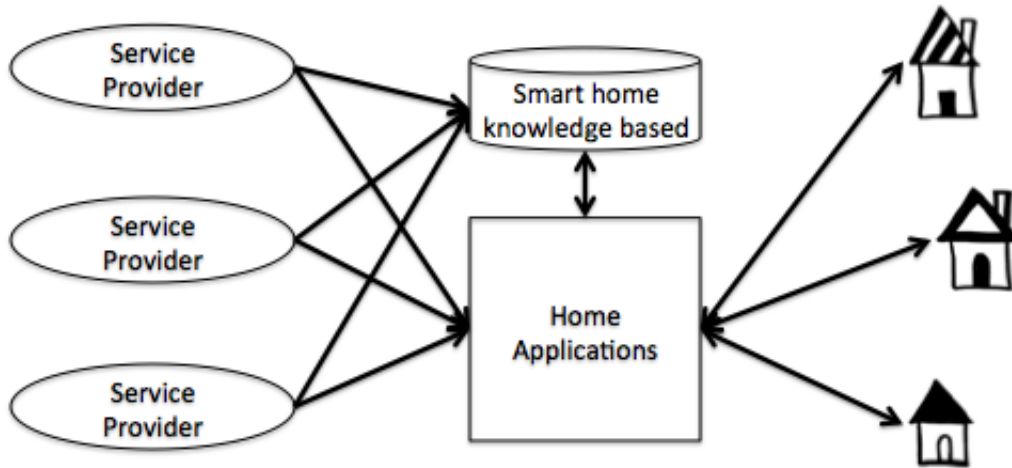 Service
Provider
Smart home
knowledge based
Service
Provider
Home
Applications
Service
Provider